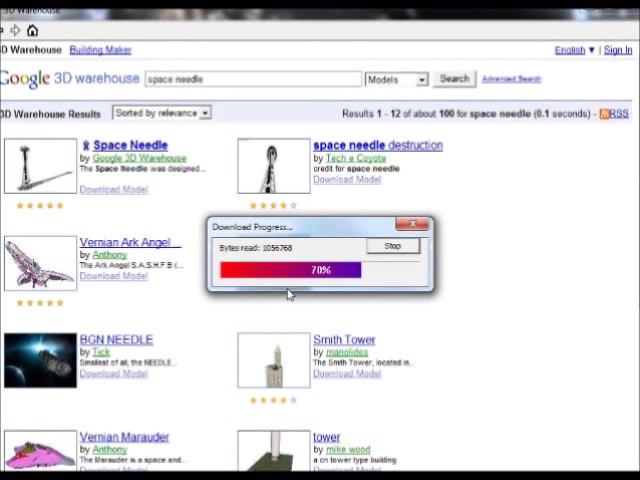 3D Warehouse
3D Warehouse Building Maker English ▼ | Sign In
Google 3D warehouse space needle Models Search Advanced Search
3D Warehouse Results Sorted by relevance Results 1 - 12 of about 100 for space needle (0.1 seconds) - RSS
Space Needle
by Google 3D Warehouse
The Space Needle was designed...
Download Model
space needle destruction
by Tech e Coyote
credit for space needle
Download Model
Download Progress...
Bytes read: 1056768
Stop
70%
Vernian Ark Angel ...
by Anthony
The Ark Angel S.A.S.H.F.B (...
Download Model
BGN NEEDLE
by Tick
Smallest of all, the NEEDLE...
Download Model
Smith Tower
by manolides
The Smith Tower, located in...
Download Model
Vernian Marauder
by Anthony
The Marauder is a space and...
tower
by mike wood
a cn tower type building